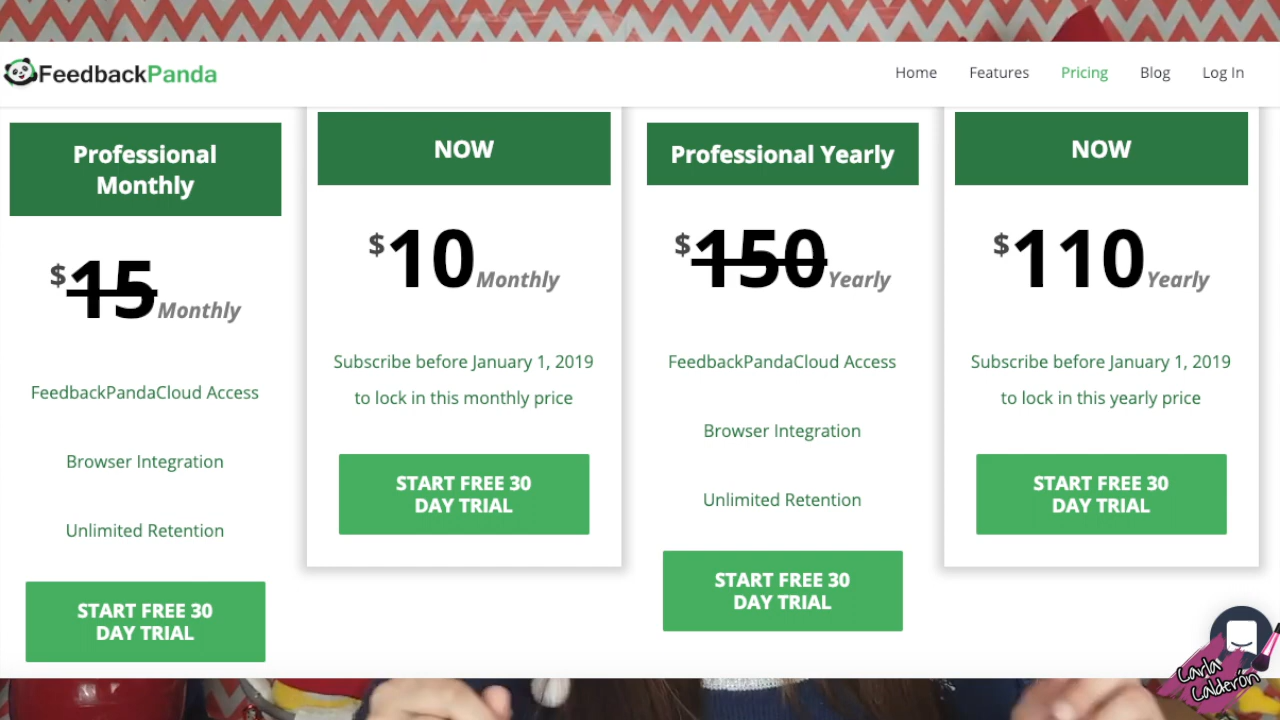 FeedbackPanda
Home
Features
Pricing
Blog
Log In
Professional
Monthly
$15 Monthly
FeedbackPandaCloud Access
Browser Integration
Unlimited Retention
START FREE 30
DAY TRIAL
NOW
$10 Monthly
Subscribe before January 1, 2019
to lock in this monthly price
START FREE 30
DAY TRIAL
Professional Yearly
$150 Yearly
FeedbackPandaCloud Access
Browser Integration
Unlimited Retention
START FREE 30
DAY TRIAL
NOW
$110 Yearly
Subscribe before January 1, 2019
to lock in this yearly price
START FREE 30
DAY TRIAL
Carla
Calderón